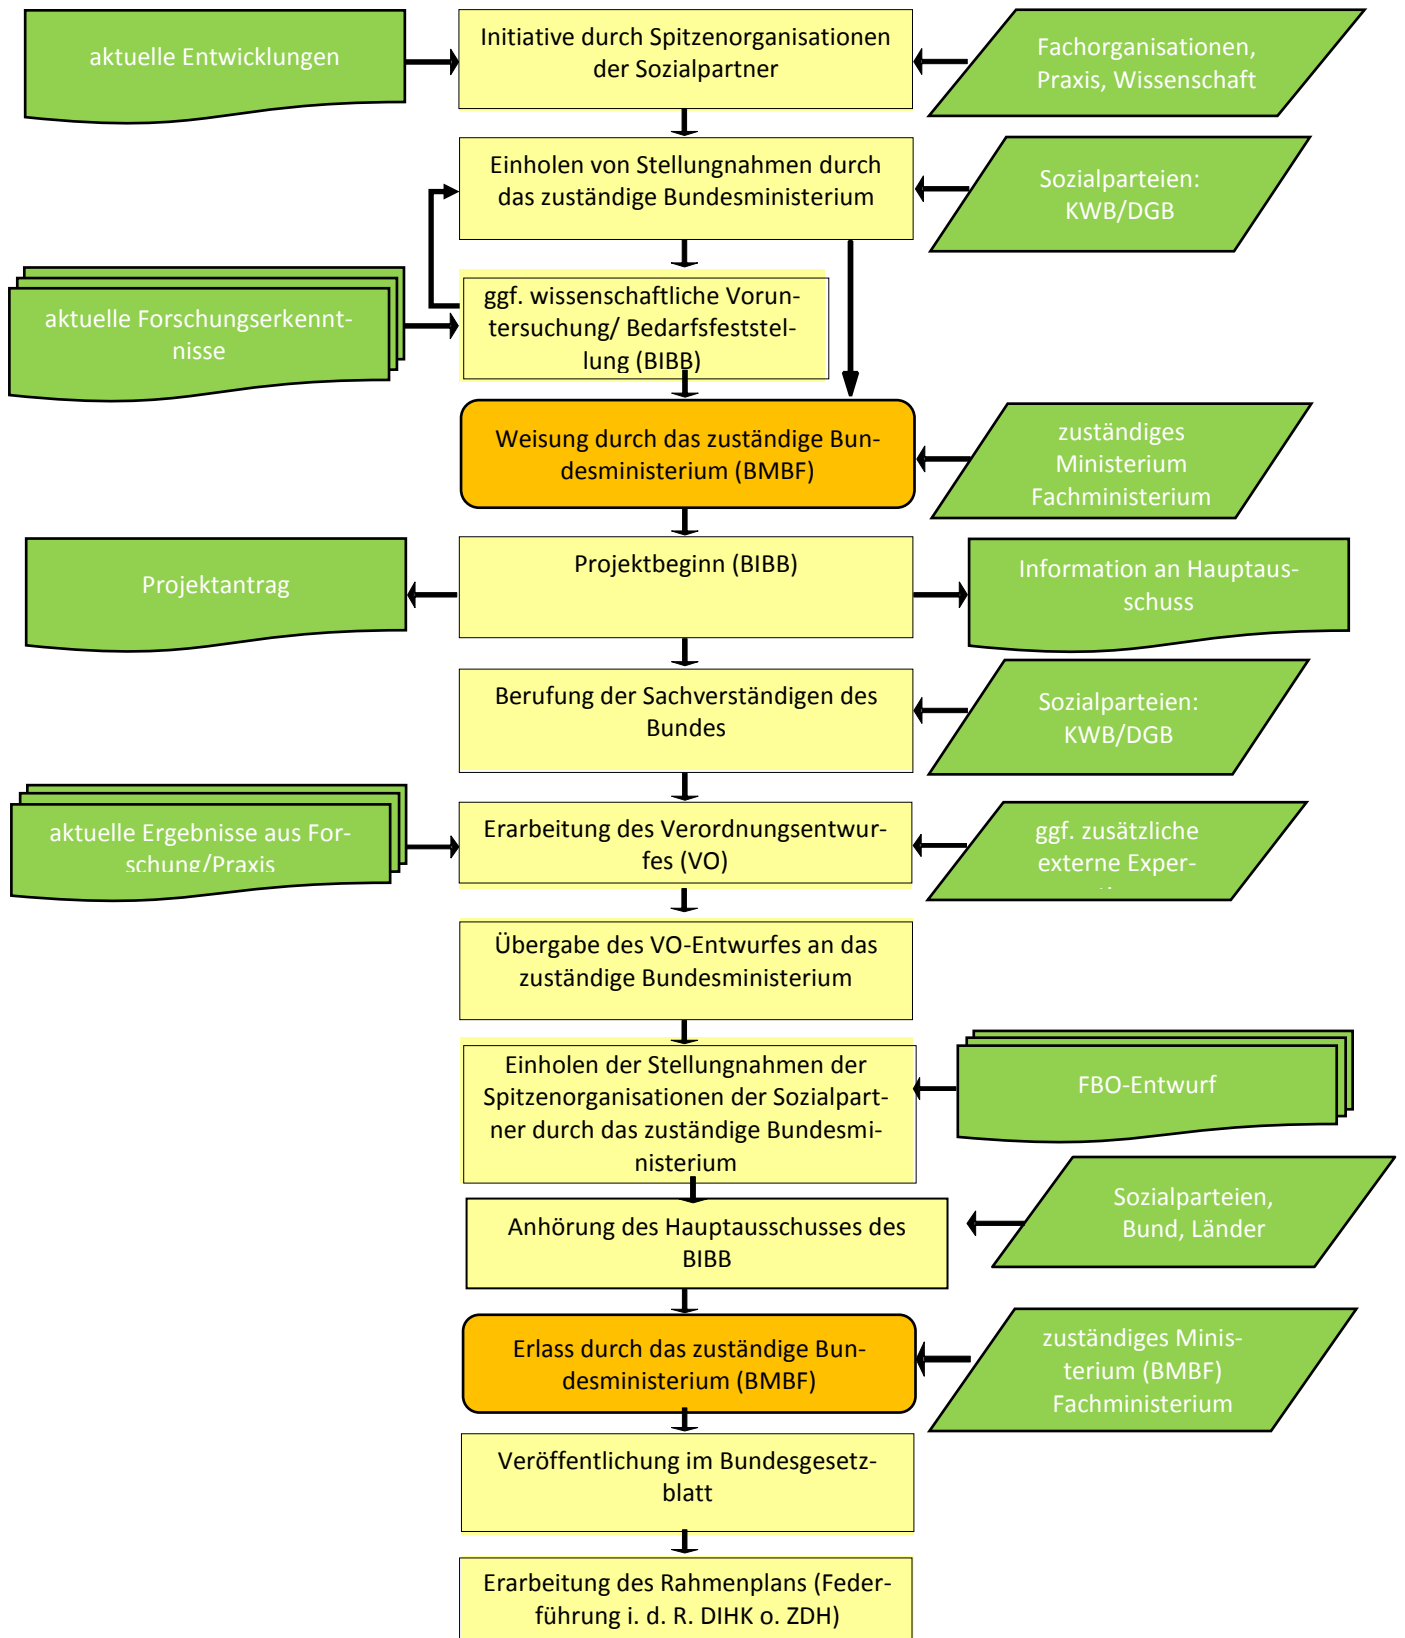 aktuelle Entwicklungen
Initiative durch Spitzenorganisationen
der Sozialpartner
Fachorganisationen,
Praxis, Wissenschaft
Einholen von Stellungnahmen durch
das zuständige Bundesministerium
Sozialparteien:
KWB/DGB
aktuelle Forschungserkennt-
nisse
ggf. wissenschaftliche Vorun-
tersuchung/ Bedarfsfeststel-
lung (BIBB)
Weisung durch das zuständige Bun-
desministerium (BMBF)
zuständiges
Ministerium
Fachministerium
Projektantrag
Projektbeginn (BIBB)
Information an Hauptaus-
schuss
Berufung der Sachverständigen des
Bundes
Sozialparteien:
KWB/DGB
aktuelle Ergebnisse aus For-
schung/Praxis
Erarbeitung des Verordnungsentwur-
fes (VO)
ggf. zusätzliche
externe Exper-
Übergabe des VO-Entwurfes an das
zuständige Bundesministerium
Einholen der Stellungnahmen der
Spitzenorganisationen der Sozialpart-
ner durch das zuständige Bundesmi-
nisterium
FBO-Entwurf
Anhörung des Hauptausschusses des
BIBB
Sozialparteien,
Bund, Länder
Erlass durch das zuständige Bun-
desministerium (BMBF)
zuständiges Minis-
terium (BMBF)
Fachministerium
Veröffentlichung im Bundesgesetz-
blatt
Erarbeitung des Rahmenplans (Feder-
führung i. d. R. DIHK o. ZDH)